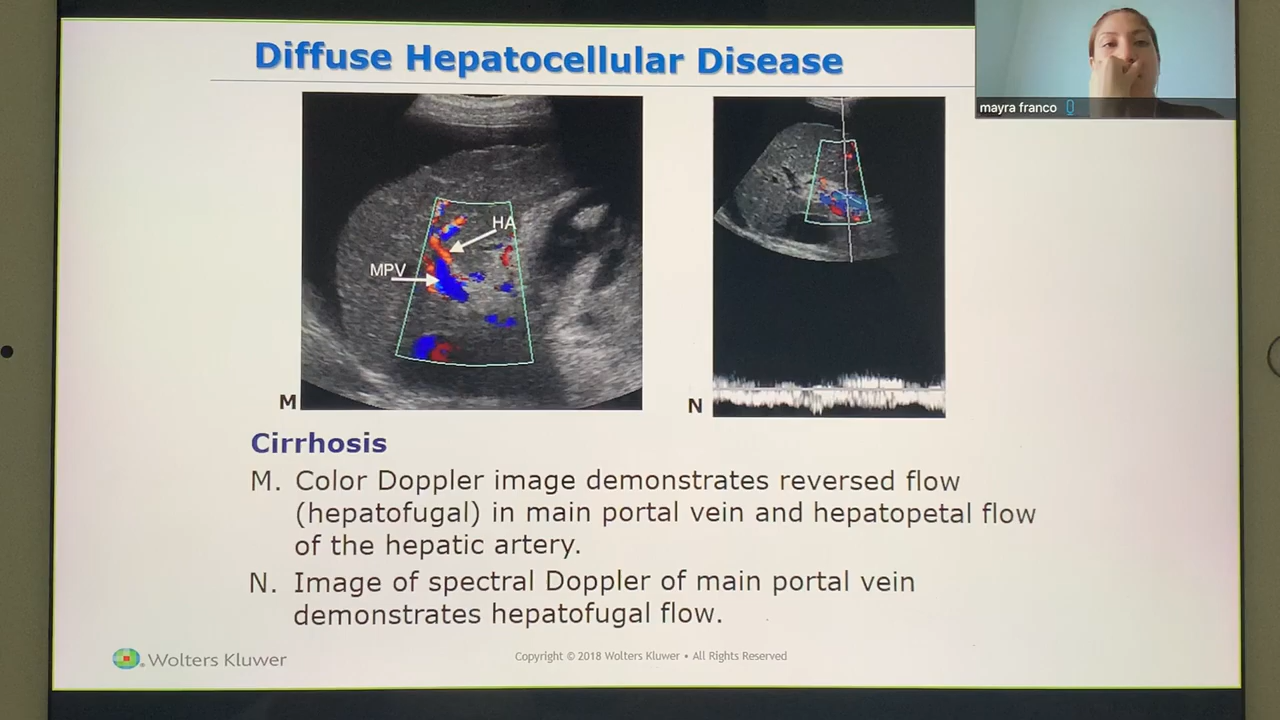 Diffuse Hepatocellular Disease
mayra franco
HA
MPV
M
N
Cirrhosis
M. Color Doppler image demonstrates reversed flow
(hepatofugal) in main portal vein and hepatopetal flow
of the hepatic artery.
N. Image of spectral Doppler of main portal vein
demonstrates hepatofugal flow.
Wolters Kluwer
Copyright © 2018 Wolters Kluwer • All Rights Reserved